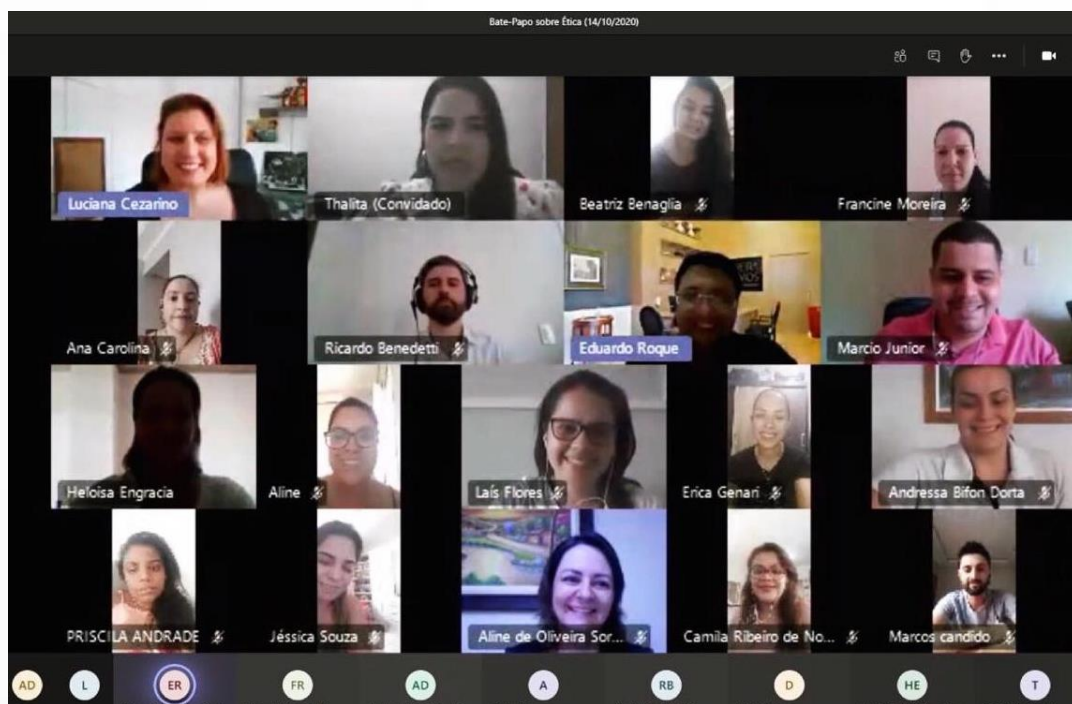 Bate-Papo sobre Ética (14/10/2020)
Luciana Cezarino
Thalita (Convidado)
Beatriz Benaglia
Francine Moreira
Ana Carolina
Ricardo Benedetti
Eduardo Roque
Marcio Junior
Heloisa Engracia
Aline
Laís Flores
Erica Genari
Andressa Bifon Dorta
PRISCILA ANDRADE
Jéssica Souza
Aline de Oliveira Sor...
Camila Ribeiro de No...
Marcos candido
AD
L
ER
FR
AD
A
RB
D
HE
T